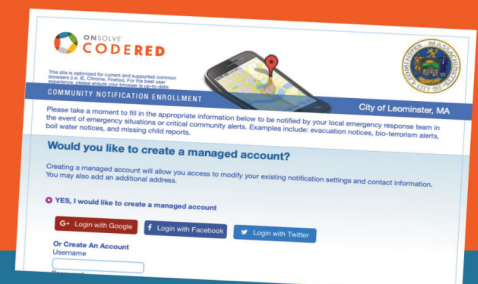 ONSOLVE
CODERED
This site is optimized for current and supported common
browsers (i.e. IE, Chrome, Firefox). For the best user
experience, please ensure your browser is up-to-date.
COMMUNITY NOTIFICATION ENROLLMENT
City of Leominster, MA
Please take a moment to fill in the appropriate information below to be notified by your local emergency response team in
the event of emergency situations or critical community alerts. Examples include: evacuation notices, bio-terrorism alerts,
boil water notices, and missing child reports.
Would you like to create a managed account?
Creating a managed account will allow you access to modify your existing notification settings and contact information.
You may also add an additional address.
YES, I would like to create a managed account
G+ Login with Google
f Login with Facebook
Login with Twitter
Or Create An Account
Username